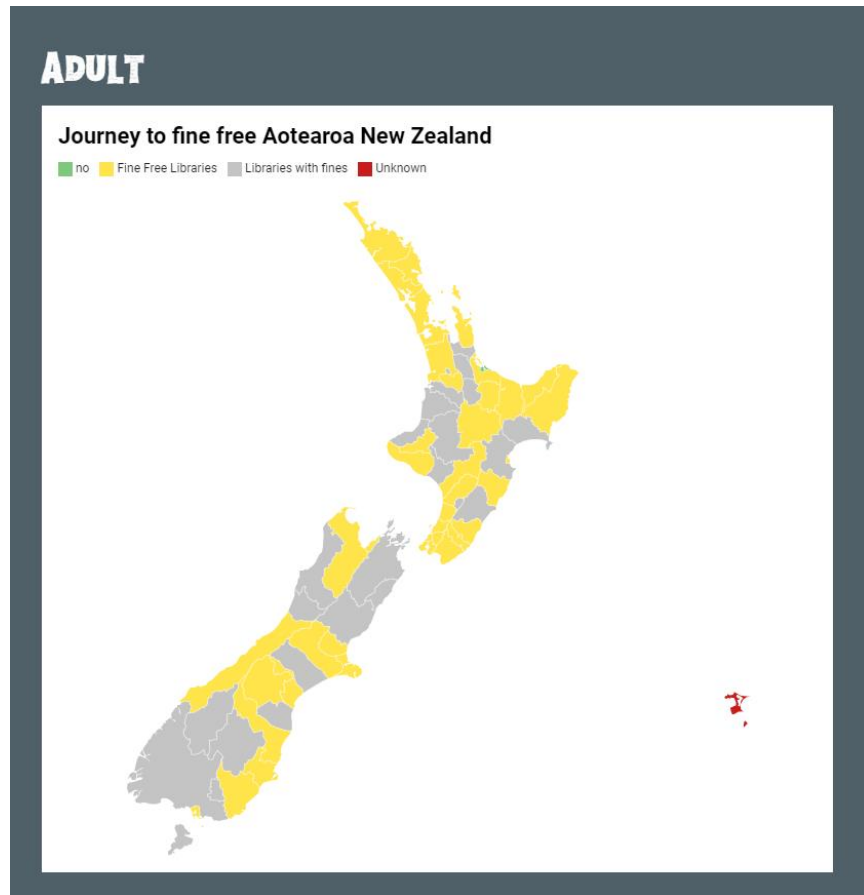 ADULT
Journey to fine free Aotearoa New Zealand
no Fine Free Libraries Libraries with fines Unknown